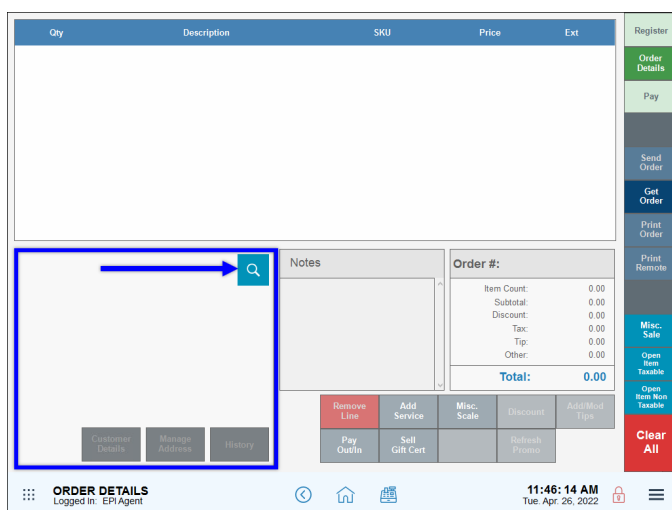 Qty Description SKU Price Ext
Register
Order
Details
Pay
Send
Order
Get
Order
Print
Order
Print
Remote
Misc.
Sale
Open
Item
Taxable
Open
Item Non
Taxable
Clear
All
Customer
Details
Manage
Address
History
Notes
Order #:
Item Count: 0.00
Subtotal: 0.00
Discount: 0.00
Tax: 0.00
Tip: 0.00
Other: 0.00
Total: 0.00
Remove
Line
Add
Service
Misc.
Scale
Discount
Add/Mod
Tips
Pay
Out/In
Sell
Gift Cert
Refresh
Promo
ORDER DETAILS
Logged In: EPI Agent
11:46:14 AM
Tue. Apr. 26, 2022